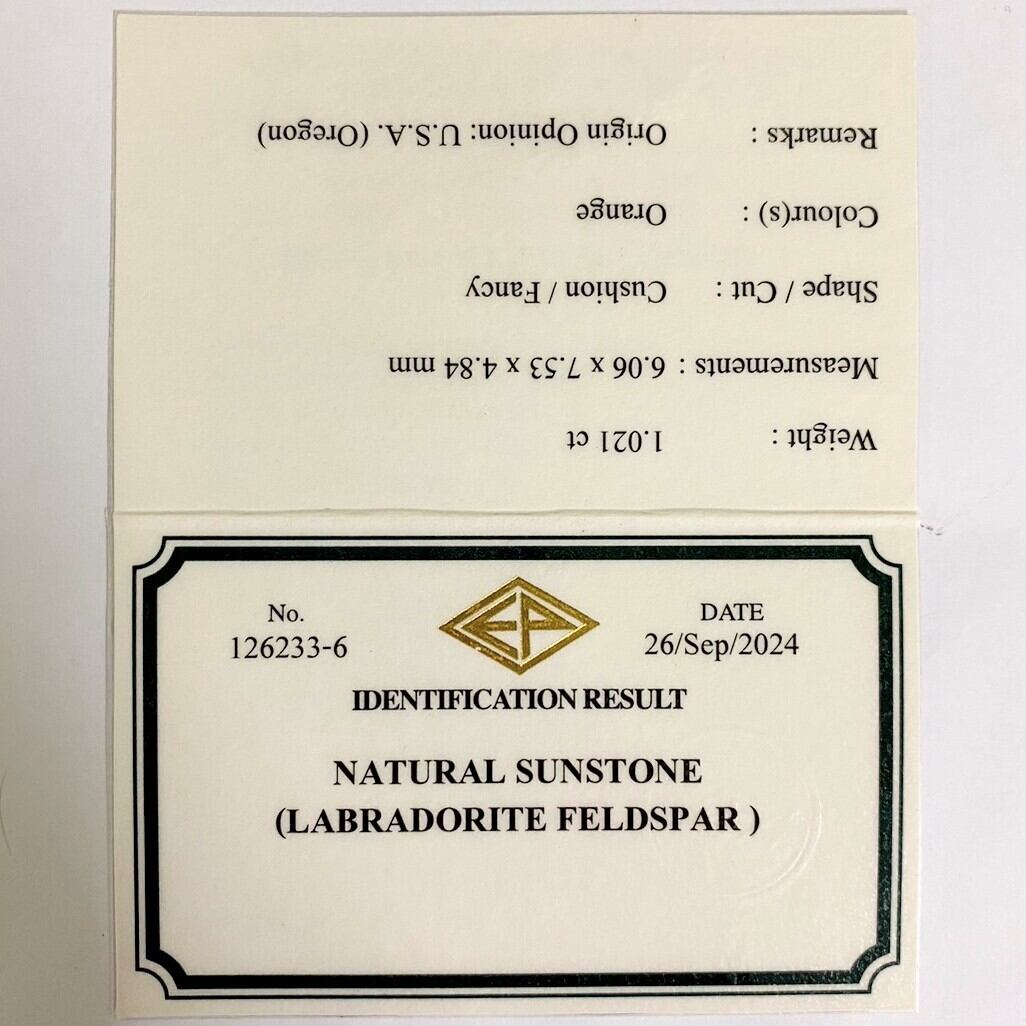 Weight : 1.021 ct
Measurements : 6.06 x 7.53 x 4.84 mm
Shape / Cut : Cushion / Fancy
Colour(s) : Orange
Remarks : Origin Opinion: U.S.A. (Oregon)
No.
126233-6
EP
DATE
26/Sep/2024
IDENTIFICATION RESULT
NATURAL SUNSTONE
(LABRADORITE FELDSPAR )